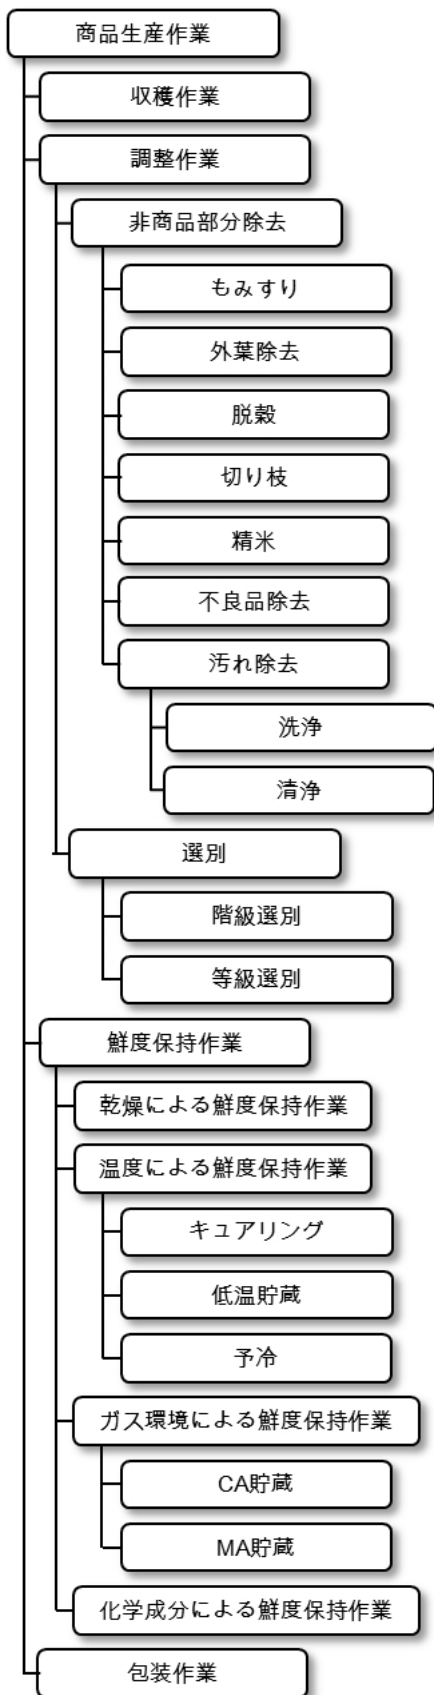 商品生産作業
収穫作業
調整作業
非商品部分除去
もみすり
外葉除去
脱穀
切り枝
精米
不良品除去
汚れ除去
洗浄
清浄
選別
階級選別
等級選別
鮮度保持作業
乾燥による鮮度保持作業
温度による鮮度保持作業
キュアリング
低温貯蔵
予冷
ガス環境による鮮度保持作業
CA貯蔵
MA貯蔵
化学成分による鮮度保持作業
包装作業